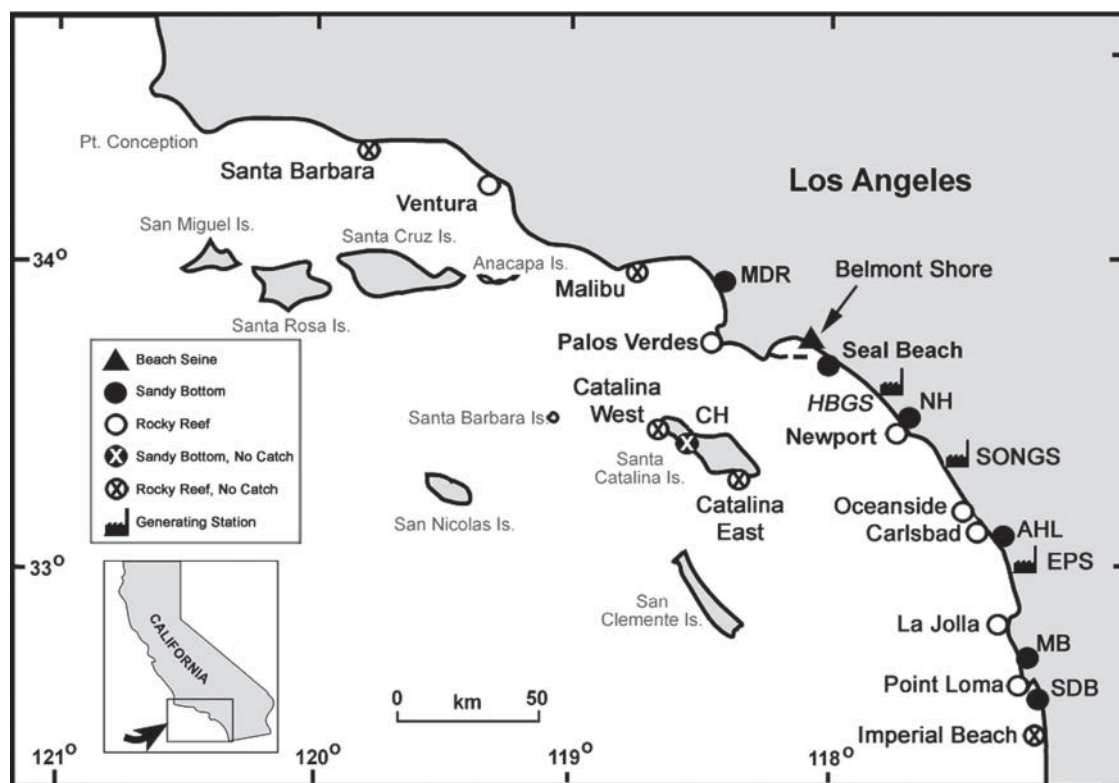 Pt. Conception
Santa Barbara
Ventura
Los Angeles
San Miguel Is.
Santa Cruz Is.
Anacapa Is.
Santa Rosa Is.
34°
Malibu
MDR
Belmont Shore
Palos Verdes
Seal Beach
HBGS
NH
Newport
SONGS
Catalina
West
CH
Santa Barbara Is.
Santa
Catalina Is.
Catalina
East
San Nicolas Is.
Oceanside
Carlsbad
AHL
EPS
33°
San
Clemente Is.
La Jolla
MB
Point Loma
SDB
Imperial Beach
Beach Seine
Sandy Bottom
Rocky Reef
Sandy Bottom, No Catch
Rocky Reef, No Catch
Generating Station
CALIFORNIA
0 50
km
121° 120° 119° 118°